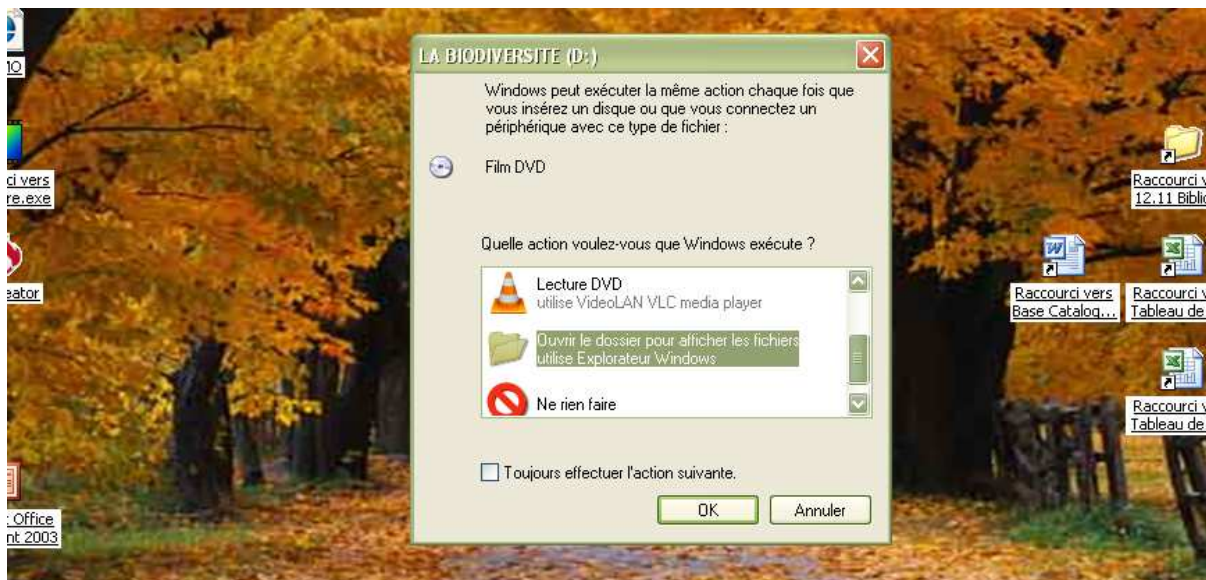 LA BIODIVERSITE (D:)
Windows peut exécuter la même action chaque fois que
vous insérez un disque ou que vous connectez un
périphérique avec ce type de fichier :
Film DVD
Quelle action voulez-vous que Windows exécute ?
Lecture DVD
utilise VideoLAN VLC media player
Ouvrir le dossier pour afficher les fichiers
utilise Explorateur Windows
Ne rien faire
Toujours effectuer l'action suivante.
OK
Annuler
vers
re.exe
eator
Office
nt 2003
Raccourci v
12.11 Biblio
Raccourci vers
Base Catalog...
Raccourci v
Tableau de
Raccourci v
Tableau de